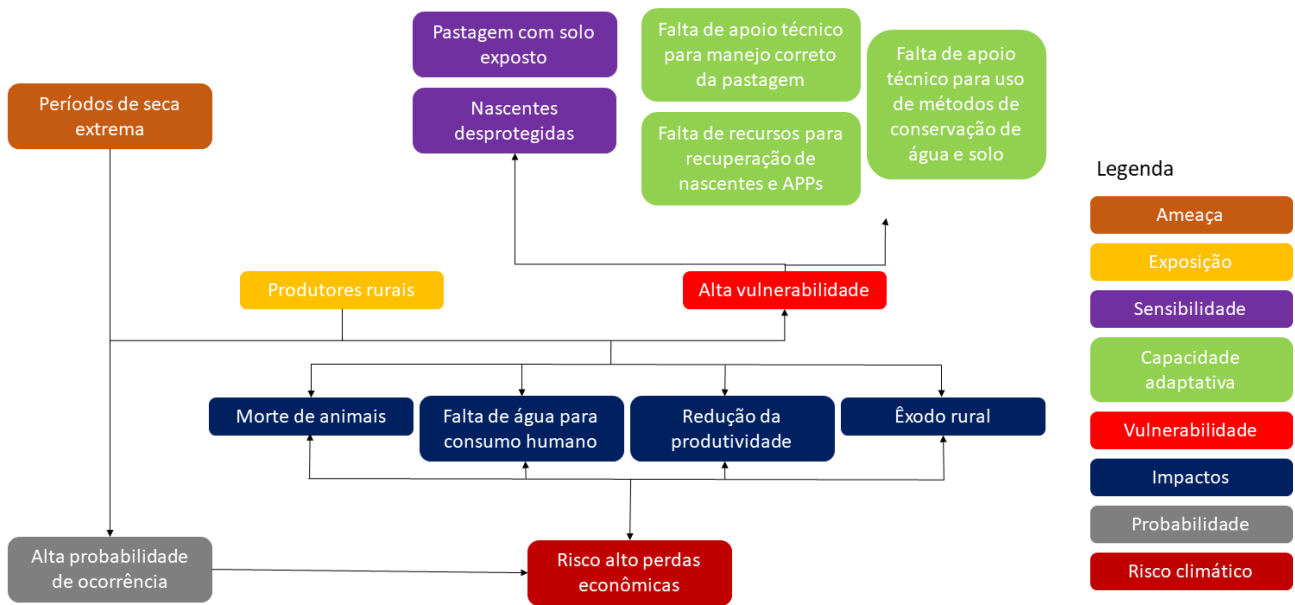 Pastagem com solo
exposto
Falta de apoio técnico
para manejo correto
da pastagem
Falta de apoio
técnico para uso
de métodos de
conservação de
água e solo
Períodos de seca
extrema
Nascentes
desprotegidas
Falta de recursos para
recuperação de
nascentes e APPs
Legenda
Ameaça
Exposição
Sensibilidade
Capacidade
adaptativa
Vulnerabilidade
Impactos
Probabilidade
Risco climático
Produtores rurais
Alta vulnerabilidade
Morte de animais
Falta de água para
consumo humano
Redução da
produtividade
Êxodo rural
Alta probabilidade
de ocorrência
Risco alto perdas
econômicas